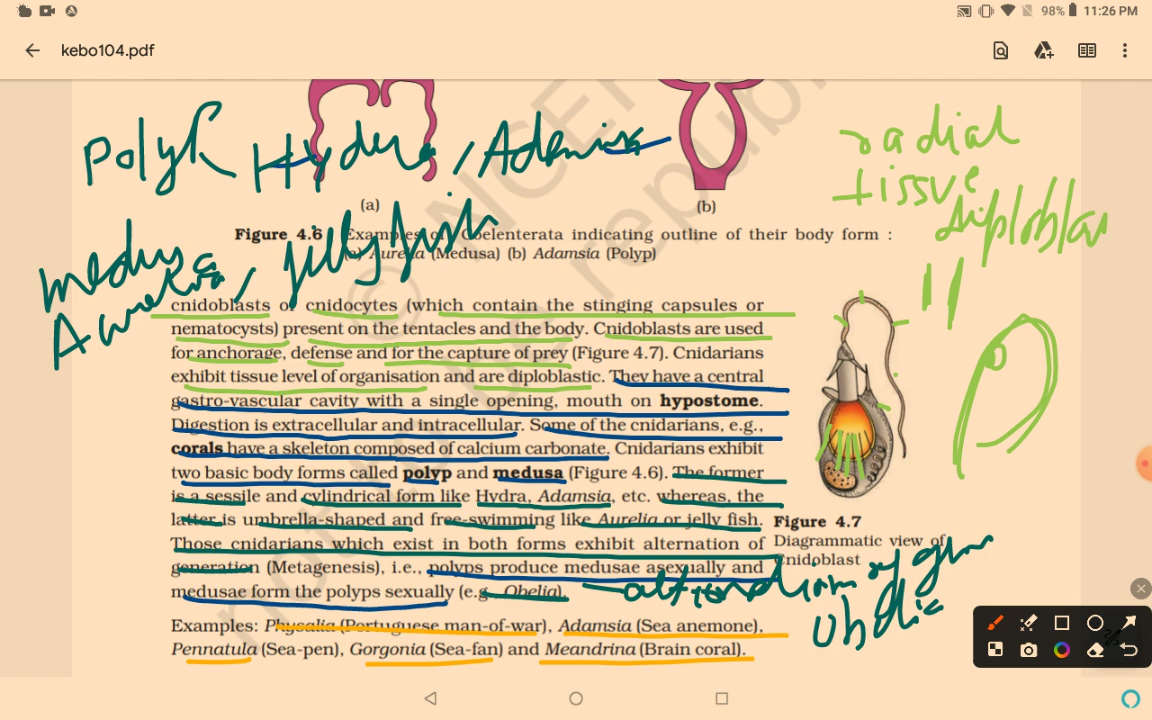 98% 11:26 PM
kebo104.pdf
© NCER
republ
radial
tissue
diploblas
Polyp Hydra, Adamsia
medusa
Aurelia, jellyfish
(a) (b)
Figure 4.6 Examples of Coelenterata indicating outline of their body form :
(a) Aurelia (Medusa) (b) Adamsia (Polyp)
cnidoblasts or cnidocytes (which contain the stinging capsules or
nematocysts) present on the tentacles and the body. Cnidoblasts are used
for anchorage, defense and for the capture of prey (Figure 4.7). Cnidarians
exhibit tissue level of organisation and are diploblastic. They have a central
gastro-vascular cavity with a single opening, mouth on hypostome.
Digestion is extracellular and intracellular. Some of the cnidarians, e.g.,
corals have a skeleton composed of calcium carbonate. Cnidarians exhibit
two basic body forms called polyp and medusa (Figure 4.6). The former
is a sessile and cylindrical form like Hydra, Adamsia, etc. whereas, the
latter is umbrella-shaped and free-swimming like Aurelia or jelly fish.
Those cnidarians which exist in both forms exhibit alternation of
generation (Metagenesis), i.e., polyps produce medusae asexually and
medusae form the polyps sexually (e.g., Obelia).
Examples: Physalia (Portuguese man-of-war), Adamsia (Sea anemone),
Pennatula (Sea-pen), Gorgonia (Sea-fan) and Meandrina (Brain coral).
Figure 4.7
Diagrammatic view of
Cnidoblast
of